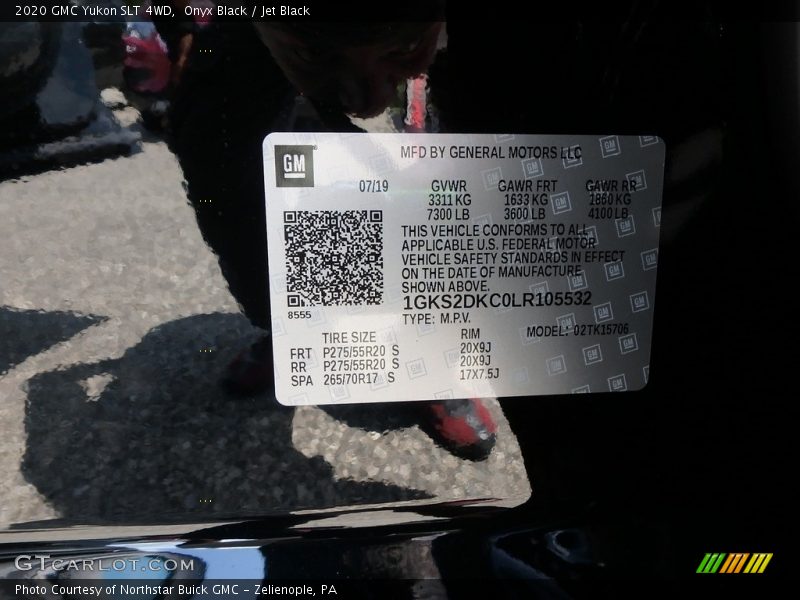 2020 GMC Yukon SLT 4WD, Onyx Black / Jet Black
GM
MFD BY GENERAL MOTORS LLC
07/19 GVWR GAWR FRT GAWR RR
3311 KG 1633 KG 1860 KG
7300 LB 3600 LB 4100 LB
THIS VEHICLE CONFORMS TO ALL
APPLICABLE U.S. FEDERAL MOTOR
VEHICLE SAFETY STANDARDS IN EFFECT
ON THE DATE OF MANUFACTURE
SHOWN ABOVE.
8555
1GKS2DKC0LR105532
TYPE: M.P.V. MODEL: 02TK15706
TIRE SIZE RIM
FRT P275/55R20 S 20X9J
RR P275/55R20 S 20X9J
SPA 265/70R17 S 17X7.5J
GTCARLOT.COM
Photo Courtesy of Northstar Buick GMC - Zelienople, PA